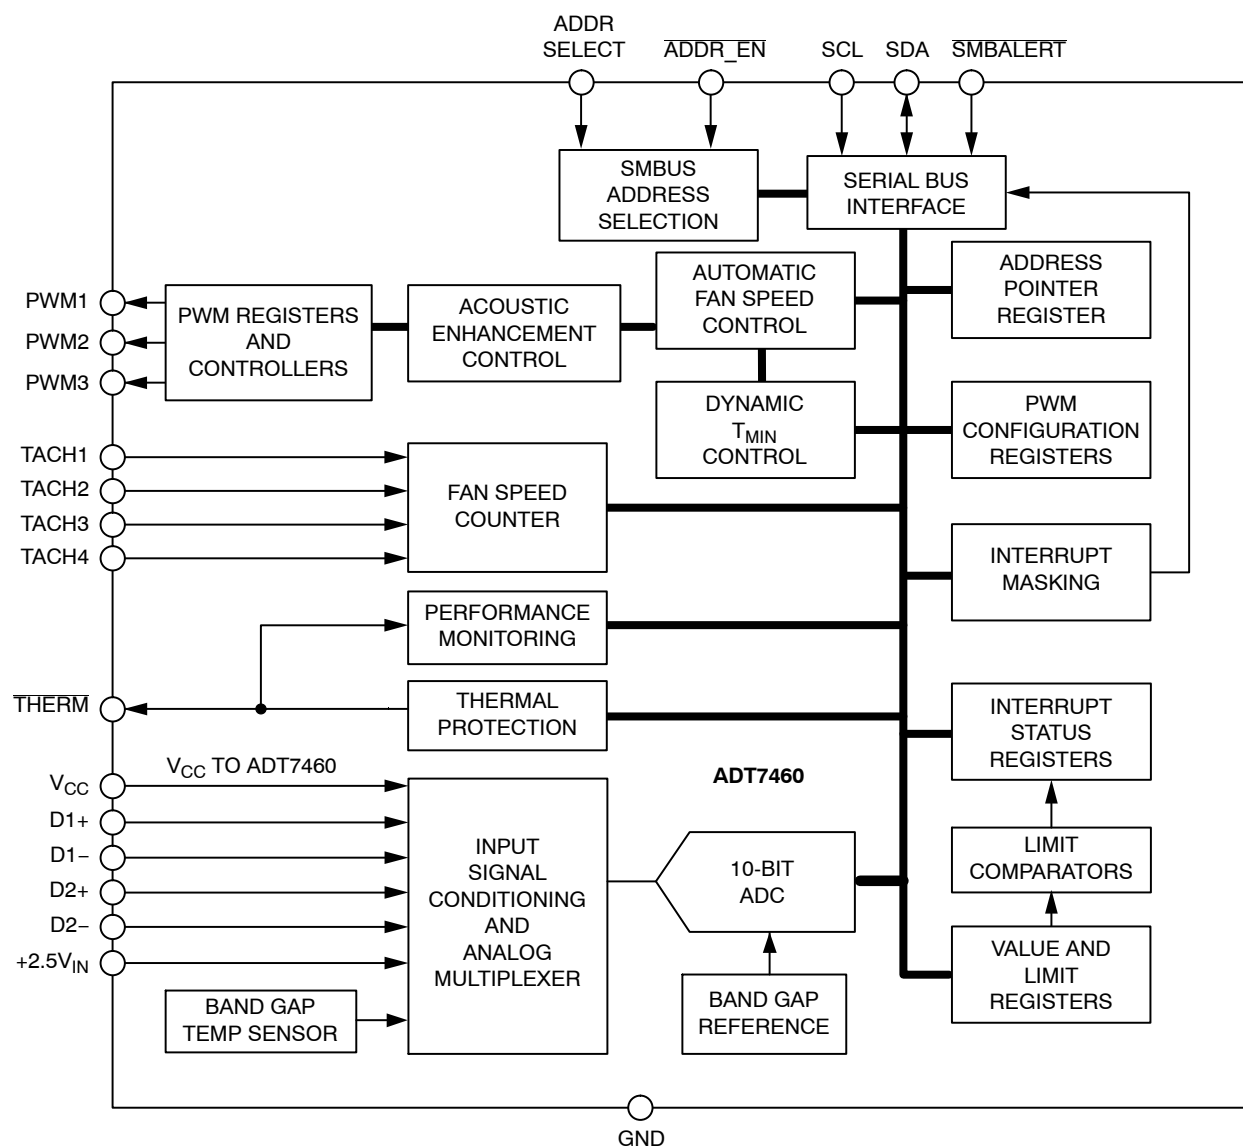 ADDR
SELECT
ADDR_EN
SCL
SDA
SMBALERT
SMBUS
ADDRESS
SELECTION
SERIAL BUS
INTERFACE
PWM1
PWM2
PWM3
PWM REGISTERS
AND
CONTROLLERS
ACOUSTIC
ENHANCEMENT
CONTROL
AUTOMATIC
FAN SPEED
CONTROL
ADDRESS
POINTER
REGISTER
DYNAMIC
TMIN
CONTROL
PWM
CONFIGURATION
REGISTERS
TACH1
TACH2
TACH3
TACH4
FAN SPEED
COUNTER
INTERRUPT
MASKING
PERFORMANCE
MONITORING
THERM
THERMAL
PROTECTION
INTERRUPT
STATUS
REGISTERS
VCC
VCC TO ADT7460
D1+
D1−
D2+
D2−
+2.5VIN
INPUT
SIGNAL
CONDITIONING
AND
ANALOG
MULTIPLEXER
ADT7460
10-BIT
ADC
LIMIT
COMPARATORS
VALUE AND
LIMIT
REGISTERS
BAND GAP
TEMP SENSOR
BAND GAP
REFERENCE
GND